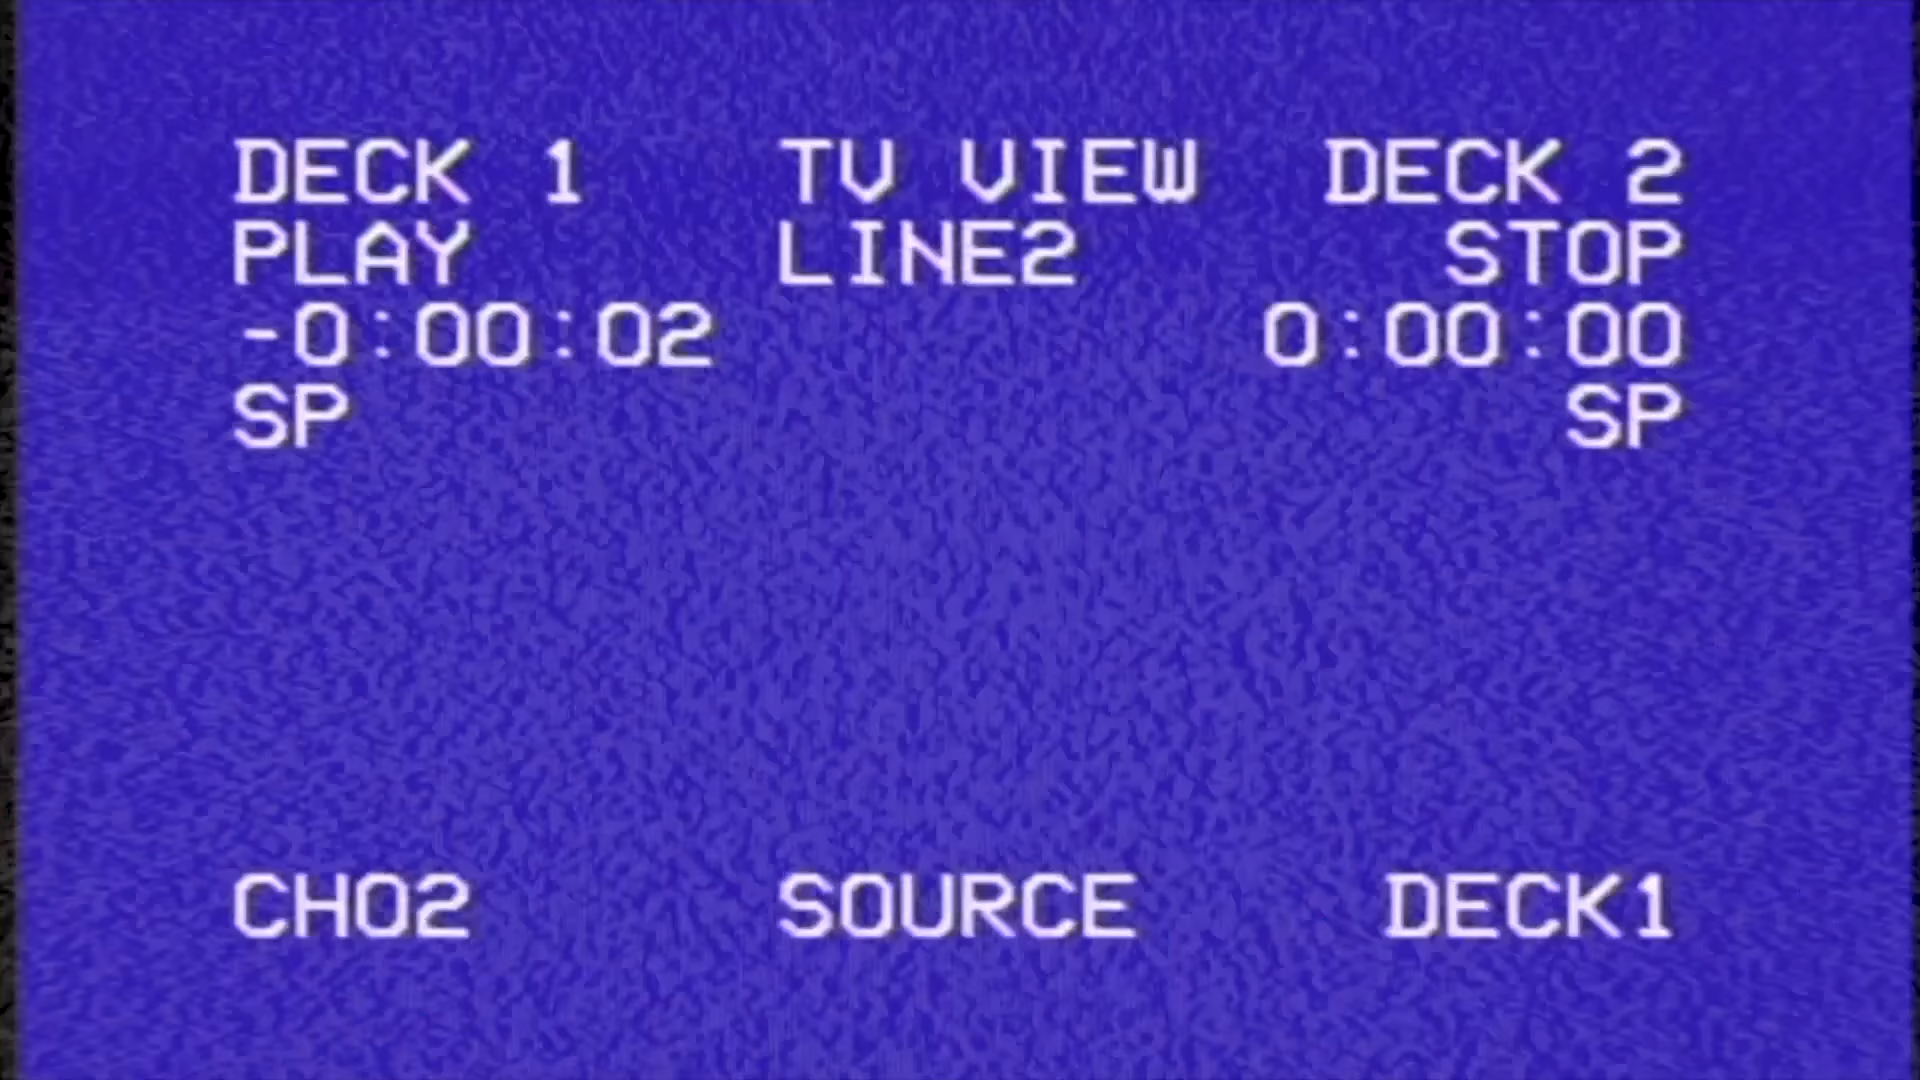 DECK 1 TV VIEW DECK 2
PLAY LINE2 STOP
-0:00:02 0:00:00
SP SP
CH02 SOURCE DECK1